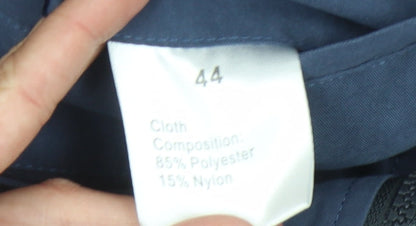 44
Cloth
Composition:
85% Polyester
15% Nylon